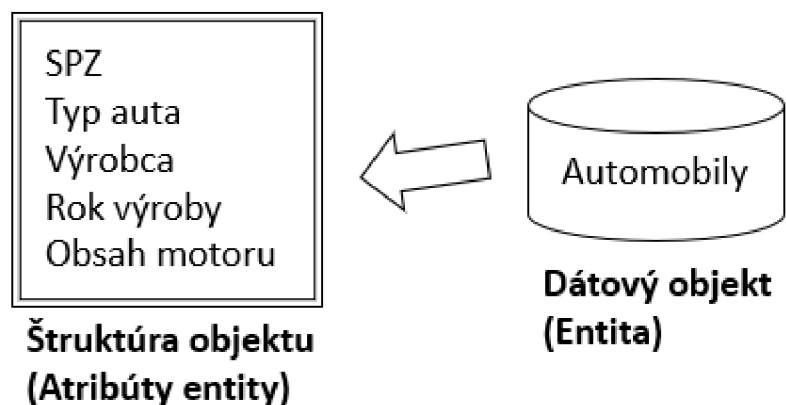 SPZ
Typ auta
Výrobca
Rok výroby
Obsah motoru
Štruktúra objektu
(Atribúty entity)
Automobily
Dátový objekt
(Entita)